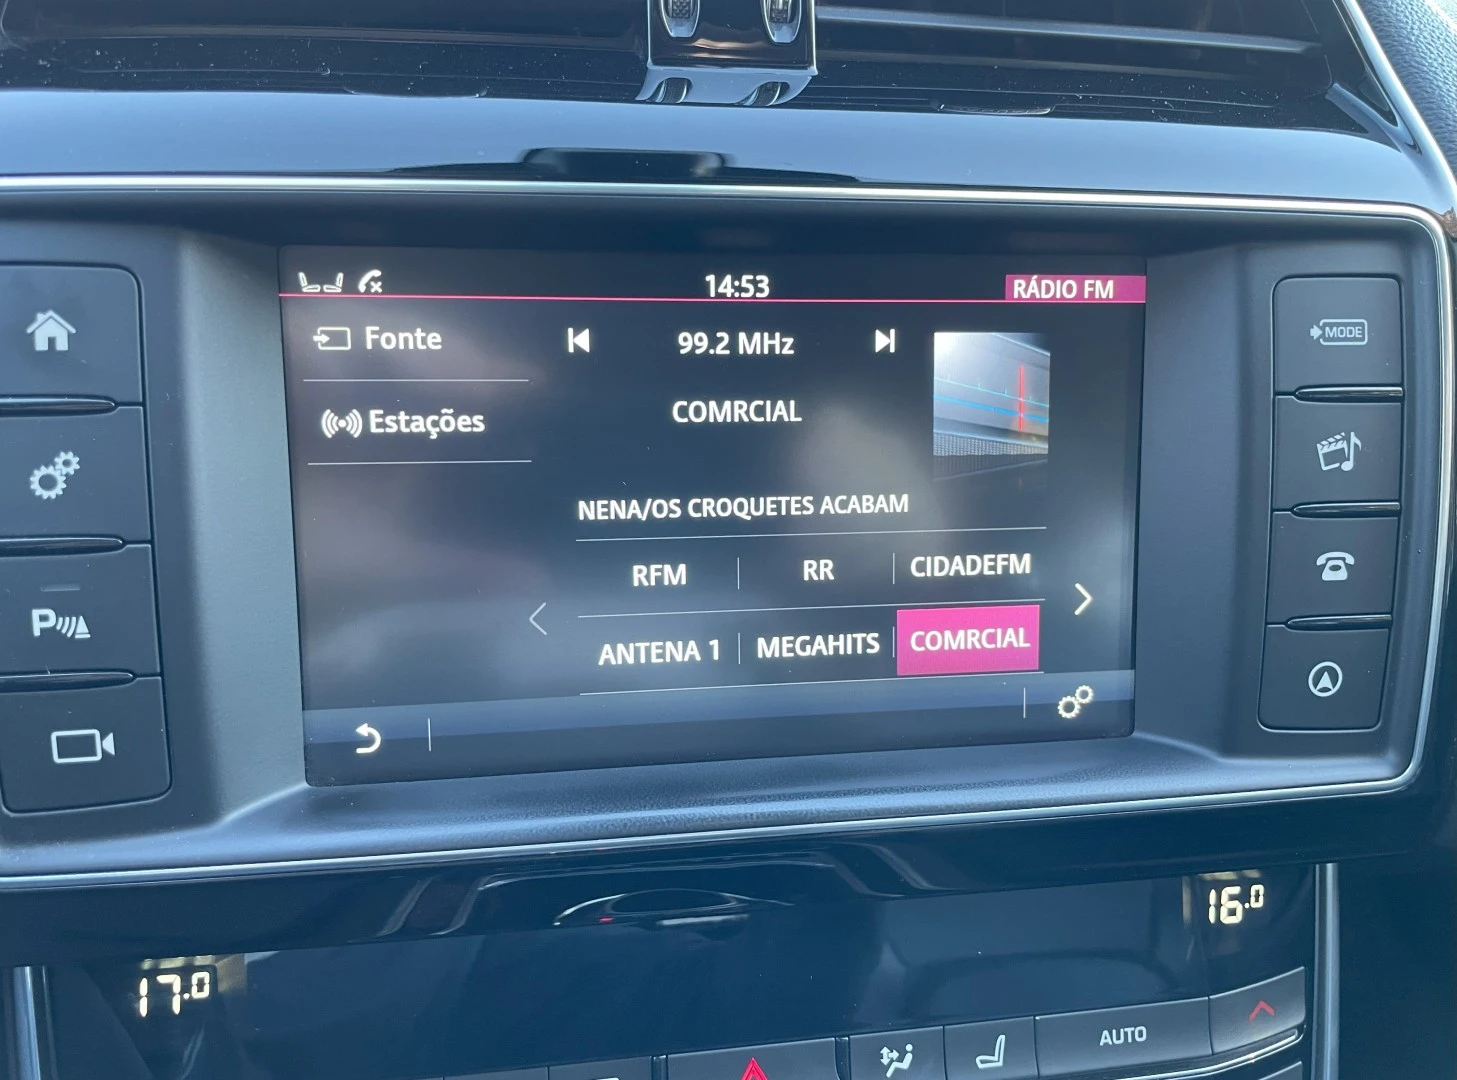 14:53
RÁDIO FM
Fonte
99.2 MHz
MODE
Estações
COMRCIAL
NENA/OS CROQUETES ACABAM
RFM
RR
CIDADEFM
ANTENA 1
MEGAHITS
COMRCIAL
P
16.0
17.0
AUTO